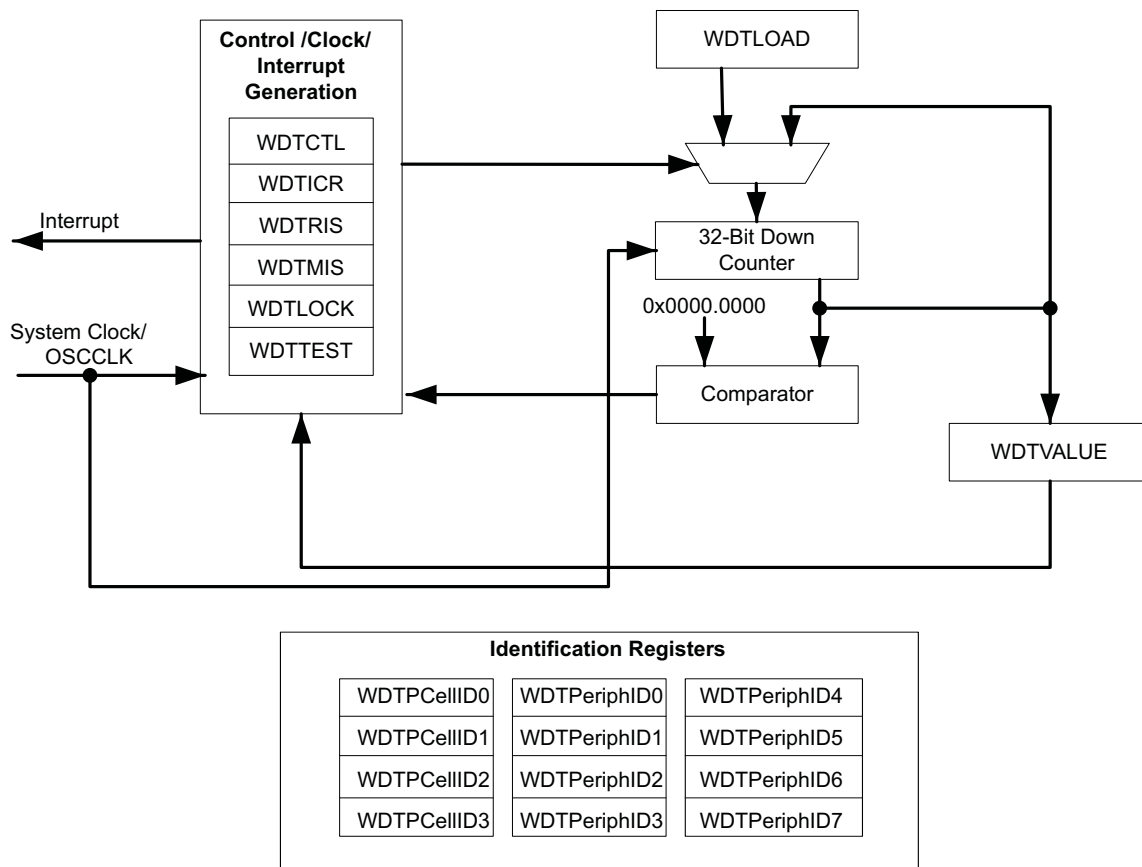 Control /Clock/
Interrupt
Generation
WDTCTL
WDTICR
WDTRIS
WDTMIS
WDTLOCK
WDTTEST
Interrupt
System Clock/
OSCCLK
WDTLOAD
32-Bit Down
Counter
0x0000.0000
Comparator
WDTVALUE
Identification Registers
WDTPCellID0
WDTPCellID1
WDTPCellID2
WDTPCellID3
WDTPeriphID0
WDTPeriphID1
WDTPeriphID2
WDTPeriphID3
WDTPeriphID4
WDTPeriphID5
WDTPeriphID6
WDTPeriphID7